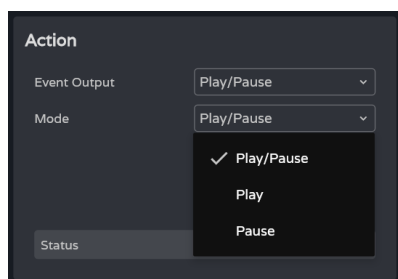 Action
Event Output Play/Pause
Mode Play/Pause
Play/Pause
Play
Pause
Status